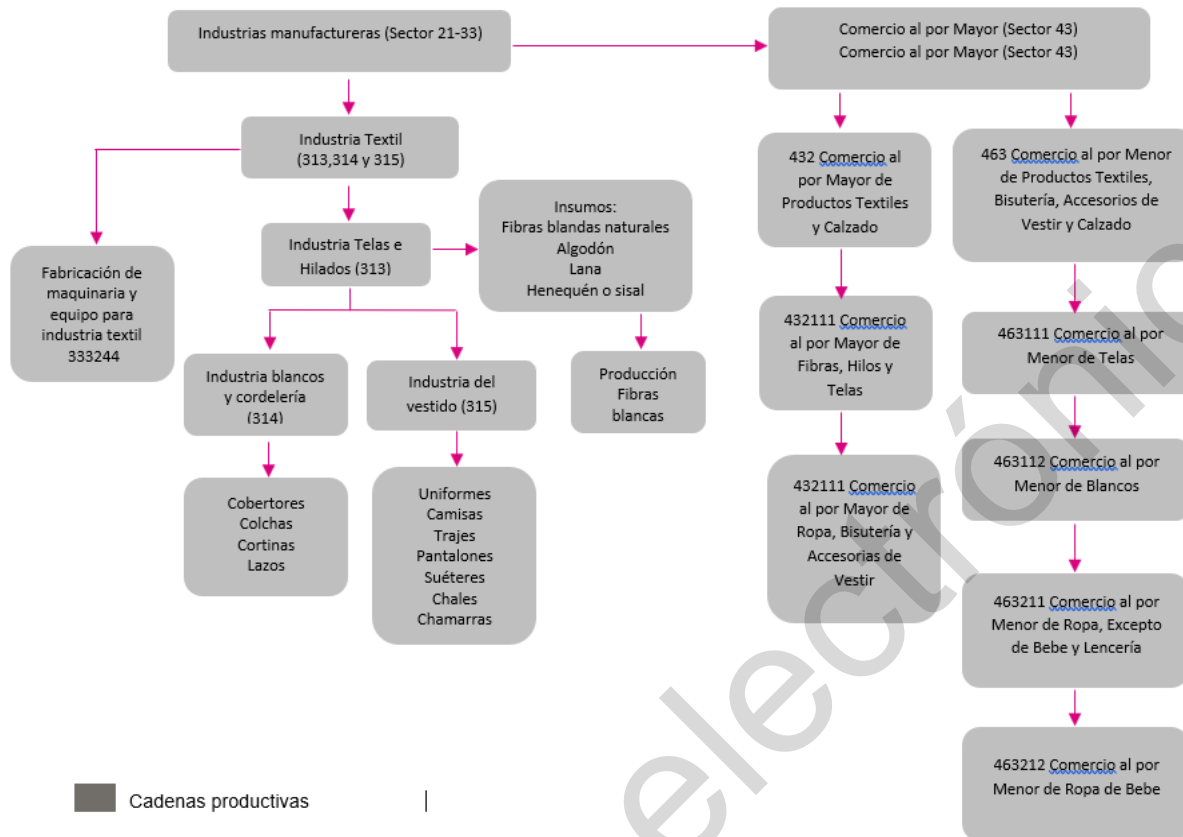 Industrias manufactureras (Sector 21-33)
Comercio al por Mayor (Sector 43)
Comercio al por Mayor (Sector 43)
Industria Textil
(313,314 y 315)
Industria Telas e
Hilados (313)
Insumos:
Fibras blandas naturales
Algodón
Lana
Henequén o sisal
Fabricación de
maquinaria y
equipo para
industria textil
333244
Industria blancos
y cordelería
(314)
Industria del
vestido (315)
Producción
Fibras
blancas
Cobertores
Colchas
Cortinas
Lazos
Uniformes
Camisas
Trajes
Pantalones
Suéteres
Chales
Chamarras
432 Comercio al
por Mayor de
Productos Textiles
y Calzado
432111 Comercio
al por Mayor de
Fibras, Hilos y
Telas
432111 Comercio
al por Mayor de
Ropa, Bisutería y
Accesorias de
Vestir
463 Comercio al por Menor
de Productos Textiles,
Bisutería, Accesorios de
Vestir y Calzado
463111 Comercio al por
Menor de Telas
463112 Comercio al por
Menor de Blancos
463211 Comercio al por
Menor de Ropa, Excepto
de Bebe y Lencería
463212 Comercio al por
Menor de Ropa de Bebe
Cadenas productivas
electrónic